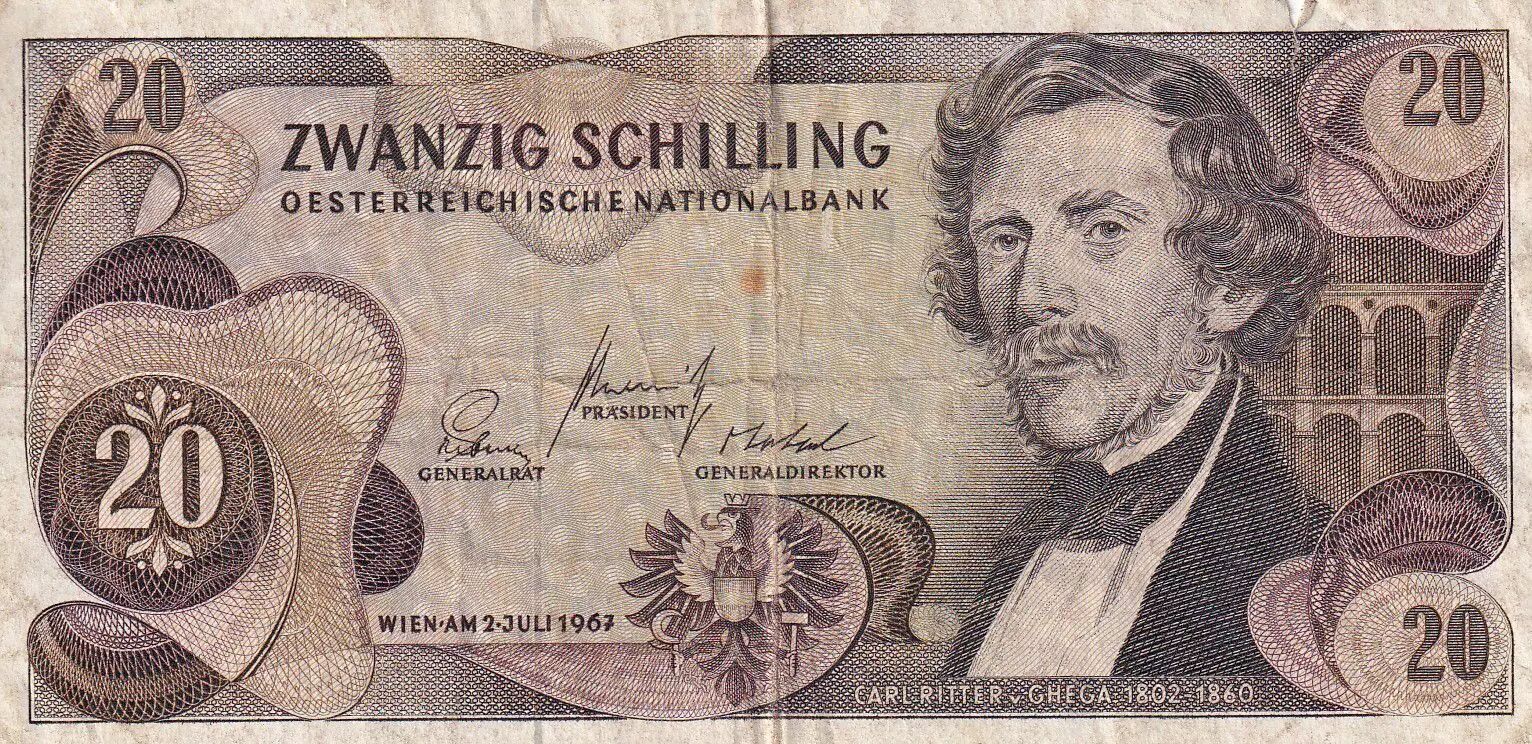 20
20
ZWANZIG SCHILLING
OESTERREICHISCHE NATIONALBANK
PRÄSIDENT
GENERALRAT
GENERALDIREKTOR
20
WIEN·AM 2·JULI 1967
20
CARL RITTER v. GHEGA 1802-1860